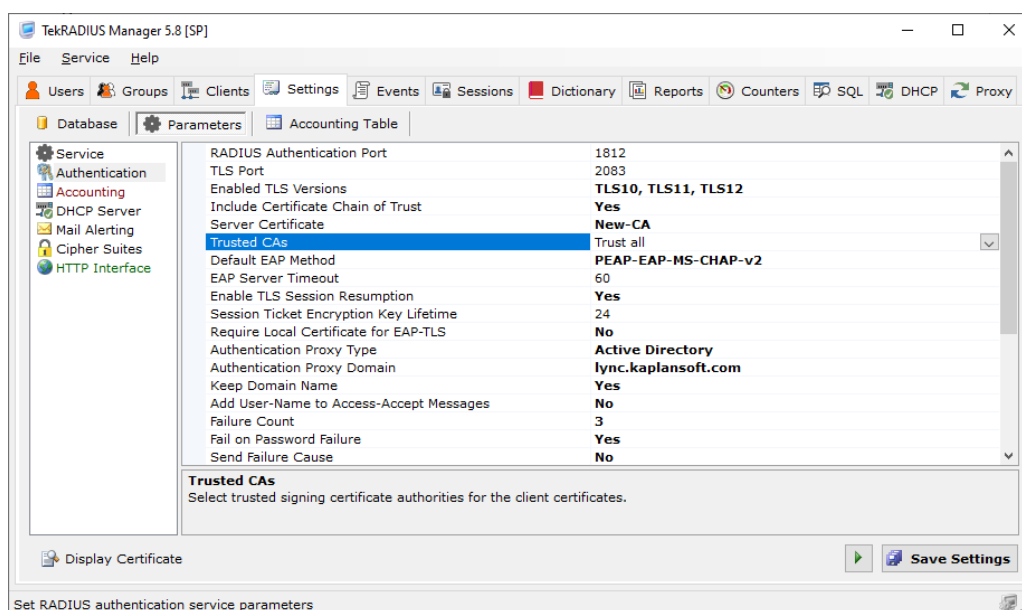 TekRADIUS Manager 5.8 [SP]
File Service Help
Users Groups Clients Settings Events Sessions Dictionary Reports Counters SQL DHCP Proxy
Database Parameters Accounting Table
Service
Authentication
Accounting
DHCP Server
Mail Alerting
Cipher Suites
HTTP Interface
RADIUS Authentication Port 1812
TLS Port 2083
Enabled TLS Versions TLS10, TLS11, TLS12
Include Certificate Chain of Trust Yes
Server Certificate New-CA
Trusted CAs Trust all
Default EAP Method PEAP-EAP-MS-CHAP-v2
EAP Server Timeout 60
Enable TLS Session Resumption Yes
Session Ticket Encryption Key Lifetime 24
Require Local Certificate for EAP-TLS No
Authentication Proxy Type Active Directory
Authentication Proxy Domain lync.kaplansoft.com
Keep Domain Name Yes
Add User-Name to Access-Accept Messages No
Failure Count 3
Fail on Password Failure Yes
Send Failure Cause No
Trusted CAs
Select trusted signing certificate authorities for the client certificates.
Display Certificate Save Settings
Set RADIUS authentication service parameters